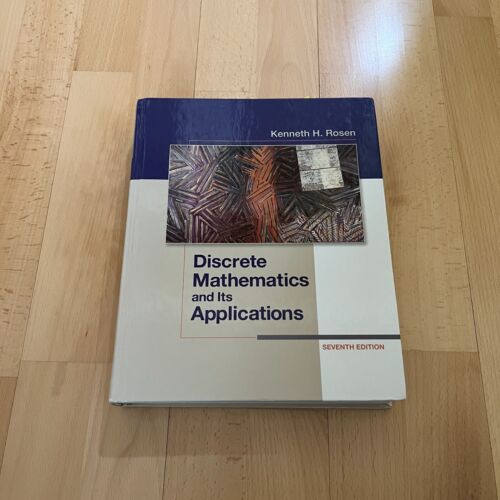 Kenneth H. Rosen
Discrete
Mathematics
and Its
Applications
SEVENTH EDITION